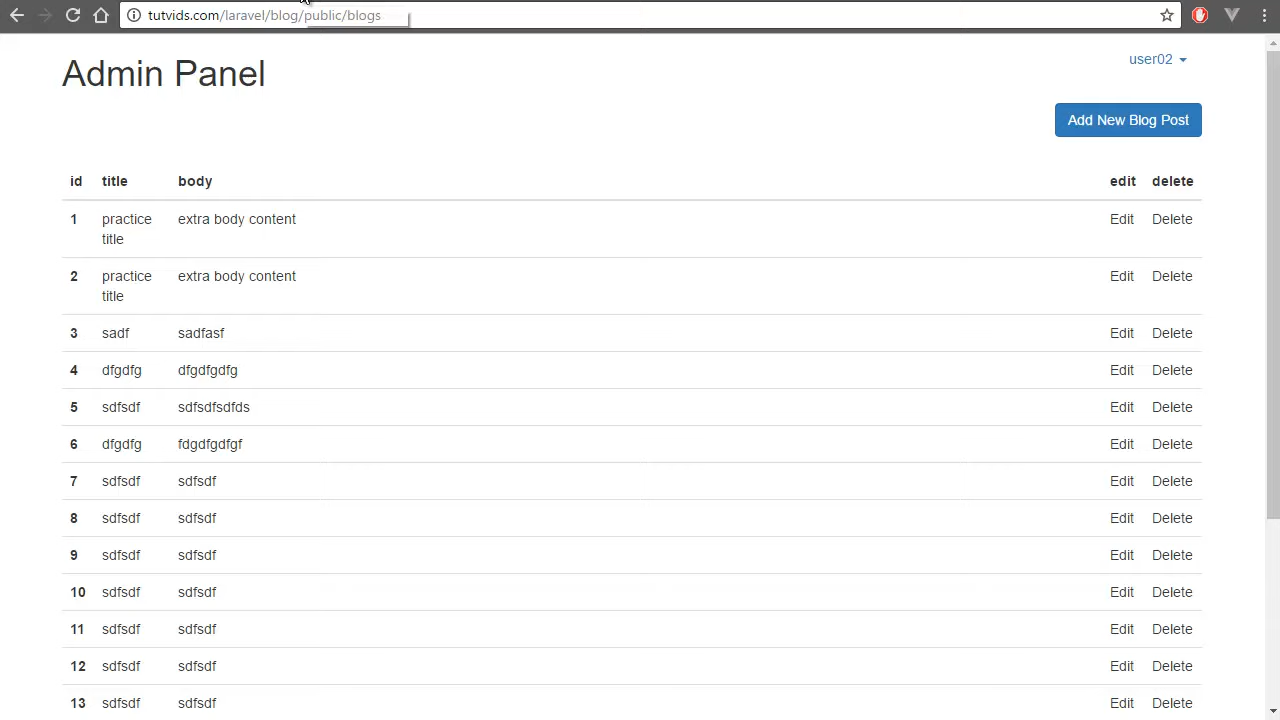 tutvids.com/laravel/blog/public/blogs
Admin Panel
user02
Add New Blog Post
id title body edit delete
1 practice title extra body content Edit Delete
2 practice title extra body content Edit Delete
3 sadf sadfasf Edit Delete
4 dfgdfg dfgdfgdfg Edit Delete
5 sdfsdf sdfsdfsdfds Edit Delete
6 dfgdfg fdgdfgdfgf Edit Delete
7 sdfsdf sdfsdf Edit Delete
8 sdfsdf sdfsdf Edit Delete
9 sdfsdf sdfsdf Edit Delete
10 sdfsdf sdfsdf Edit Delete
11 sdfsdf sdfsdf Edit Delete
12 sdfsdf sdfsdf Edit Delete
13 sdfsdf sdfsdf Edit Delete